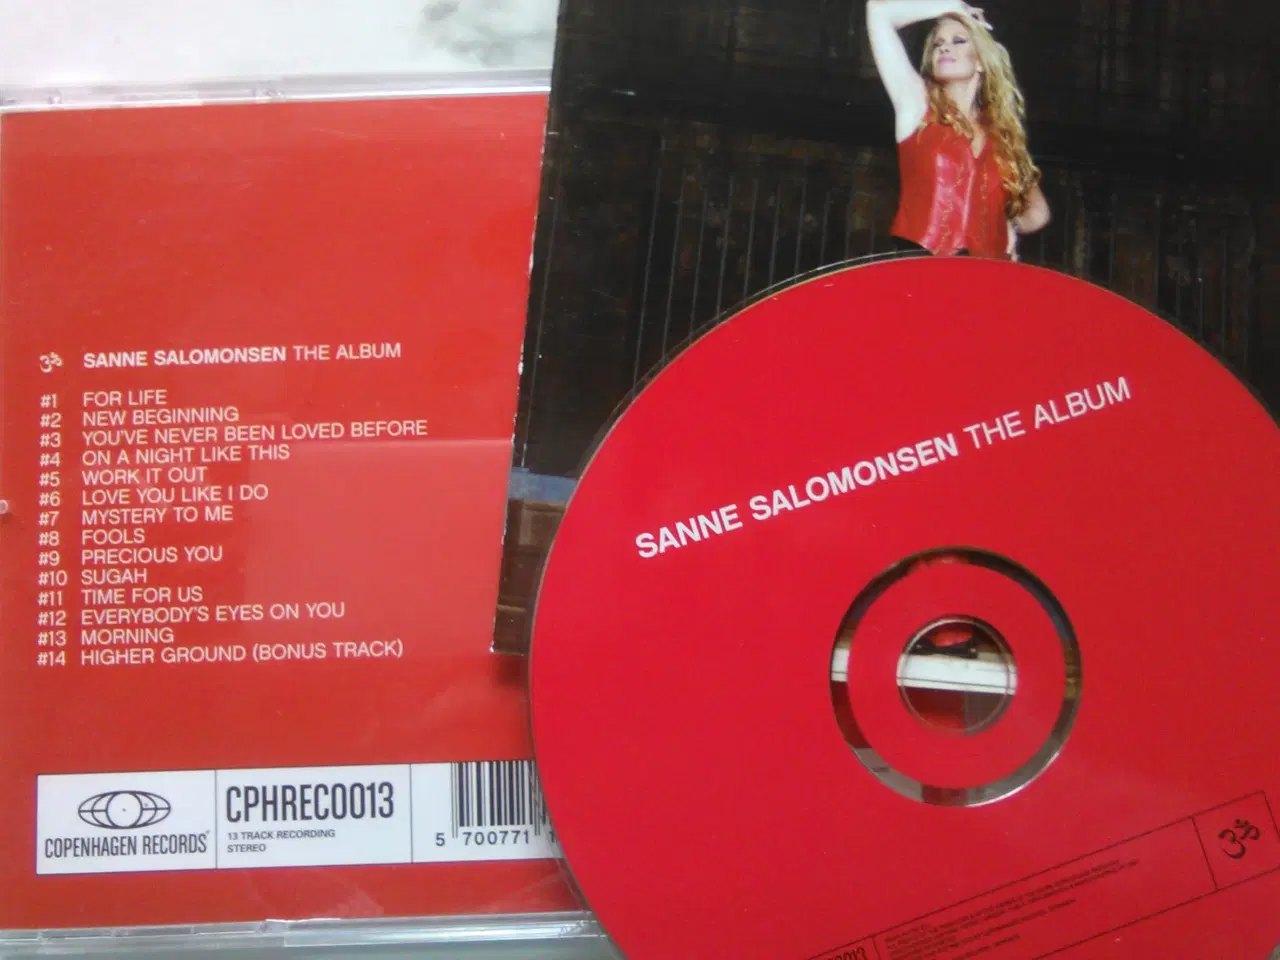 ॐ SANNE SALOMONSEN THE ALBUM
#1 FOR LIFE
#2 NEW BEGINNING
#3 YOU'VE NEVER BEEN LOVED BEFORE
#4 ON A NIGHT LIKE THIS
#5 WORK IT OUT
#6 LOVE YOU LIKE I DO
#7 MYSTERY TO ME
#8 FOOLS
#9 PRECIOUS YOU
#10 SUGAH
#11 TIME FOR US
#12 EVERYBODY'S EYES ON YOU
#13 MORNING
#14 HIGHER GROUND (BONUS TRACK)
COPENHAGEN RECORDS
CPHREC0013
13 TRACK RECORDING
STEREO
5 700771 1
SANNE SALOMONSEN THE ALBUM
ॐ